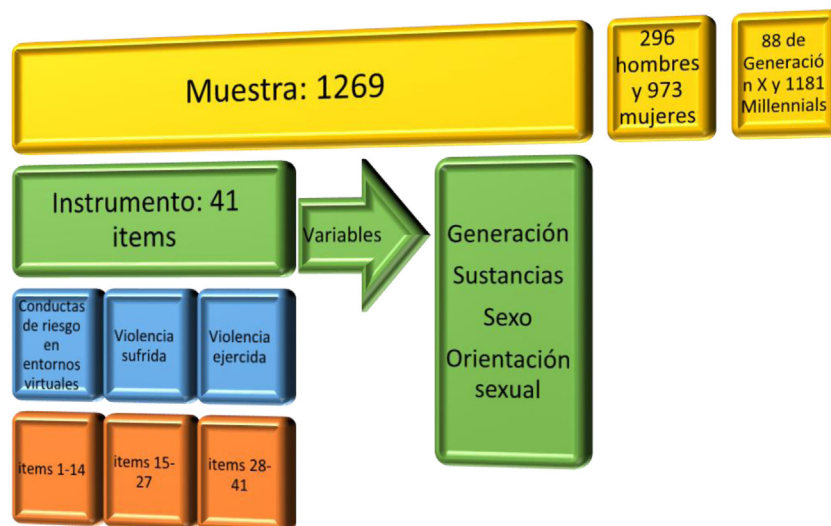 Muestra: 1269
296
hombres
y 973
mujeres
88 de
Generació
n X y 1181
Millennials
Instrumento: 41
items
Variables
Generación
Sustancias
Sexo
Orientación
sexual
Conductas
de riesgo
en
entornos
virtuales
Violencia
sufrida
Violencia
ejercida
items 1-14
items 15-
27
items 28-
41